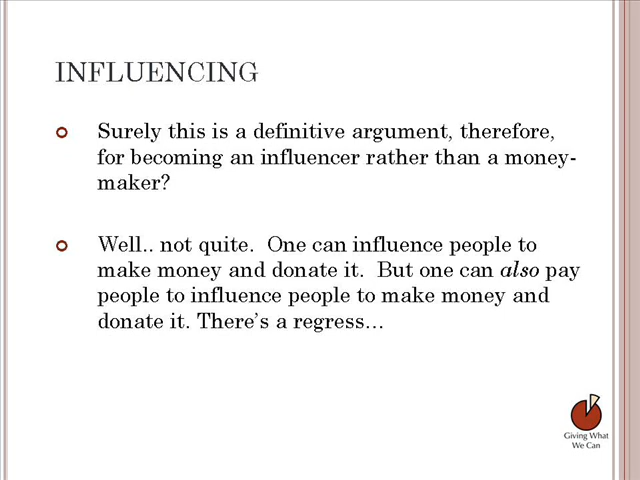 INFLUENCING
Surely this is a definitive argument, therefore,
for becoming an influencer rather than a money-
maker?
Well.. not quite.  One can influence people to
make money and donate it.  But one can also pay
people to influence people to make money and
donate it. There’s a regress…
Giving What
We Can